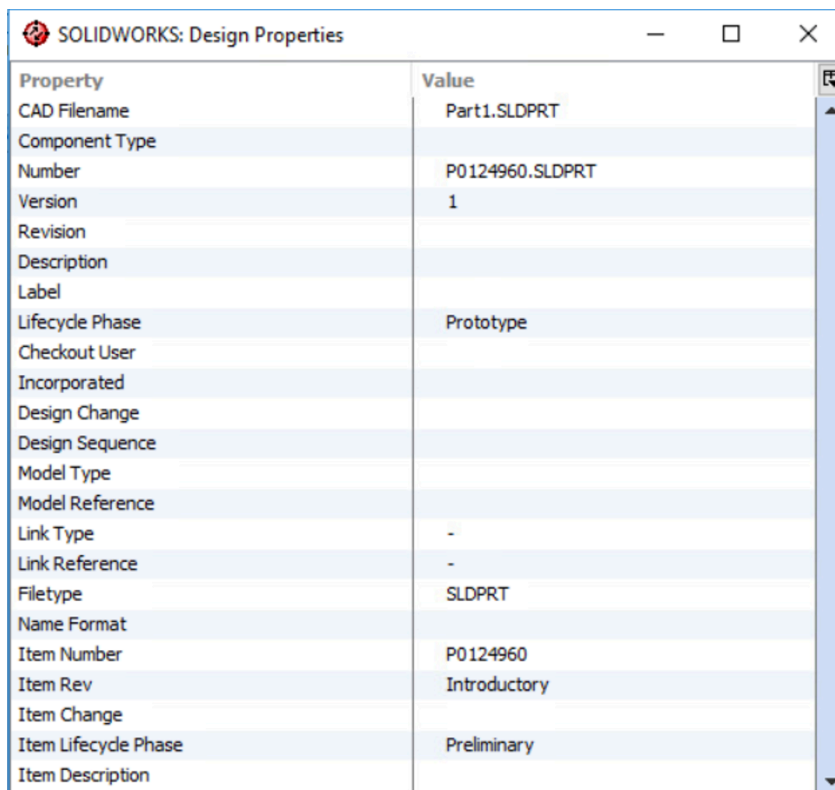 SOLIDWORKS: Design Properties
Property Value
CAD Filename Part1.SLDPRT
Component Type
Number P0124960.SLDPRT
Version 1
Revision
Description
Label
Lifecycle Phase Prototype
Checkout User
Incorporated
Design Change
Design Sequence
Model Type
Model Reference
Link Type -
Link Reference -
Filetype SLDPRT
Name Format
Item Number P0124960
Item Rev Introductory
Item Change
Item Lifecycle Phase Preliminary
Item Description